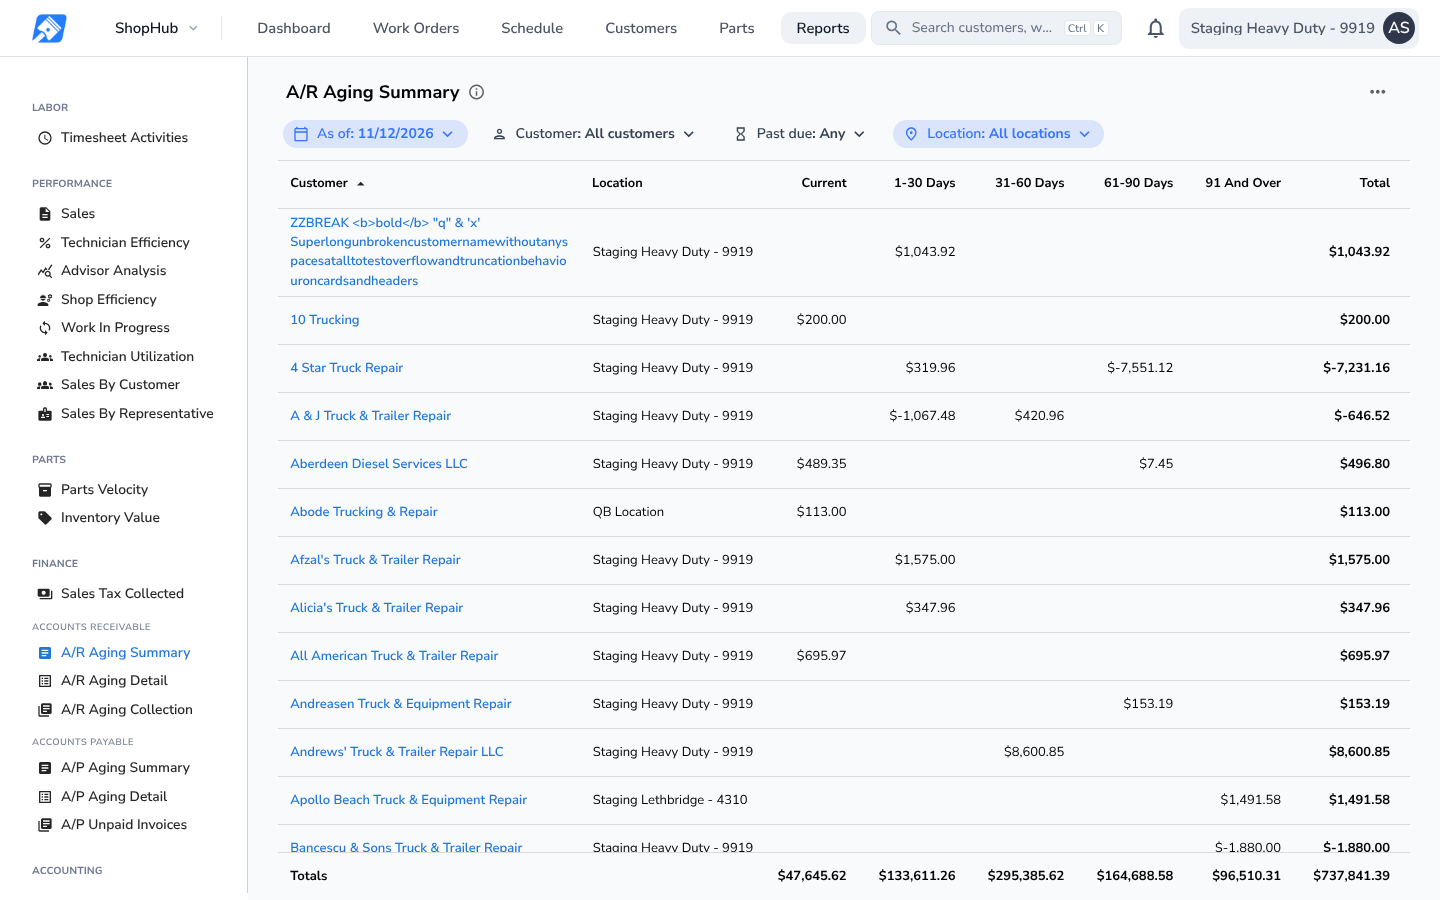 ShopHub
Dashboard
Work Orders
Schedule
Customers
Parts
Reports
Search customers, w...
Ctrl K
Staging Heavy Duty - 9919
AS
LABOR
Timesheet Activities
PERFORMANCE
Sales
Technician Efficiency
Advisor Analysis
Shop Efficiency
Work In Progress
Technician Utilization
Sales By Customer
Sales By Representative
PARTS
Parts Velocity
Inventory Value
FINANCE
Sales Tax Collected
ACCOUNTS RECEIVABLE
A/R Aging Summary
A/R Aging Detail
A/R Aging Collection
ACCOUNTS PAYABLE
A/P Aging Summary
A/P Aging Detail
A/P Unpaid Invoices
ACCOUNTING
A/R Aging Summary
As of: 11/12/2026
Customer: All customers
Past due: Any
Location: All locations
Customer Location Current 1-30 Days 31-60 Days 61-90 Days 91 And Over Total
ZZBREAK <b>bold</b> "q" & 'x'
Superlongunbrokencustomernamewithoutanys
pacesatalltotestoverflowandtruncationbehavio
uroncardsandheaders
Staging Heavy Duty - 9919 $1,043.92 $1,043.92
10 Trucking Staging Heavy Duty - 9919 $200.00 $200.00
4 Star Truck Repair Staging Heavy Duty - 9919 $319.96 $-7,551.12 $-7,231.16
A & J Truck & Trailer Repair Staging Heavy Duty - 9919 $-1,067.48 $420.96 $-646.52
Aberdeen Diesel Services LLC Staging Heavy Duty - 9919 $489.35 $7.45 $496.80
Abode Trucking & Repair QB Location $113.00 $113.00
Afzal's Truck & Trailer Repair Staging Heavy Duty - 9919 $1,575.00 $1,575.00
Alicia's Truck & Trailer Repair Staging Heavy Duty - 9919 $347.96 $347.96
All American Truck & Trailer Repair Staging Heavy Duty - 9919 $695.97 $695.97
Andreasen Truck & Equipment Repair Staging Heavy Duty - 9919 $153.19 $153.19
Andrews' Truck & Trailer Repair LLC Staging Heavy Duty - 9919 $8,600.85 $8,600.85
Apollo Beach Truck & Equipment Repair Staging Lethbridge - 4310 $1,491.58 $1,491.58
Bancescu & Sons Truck & Trailer Repair Staging Heavy Duty - 9919 $-1,880.00 $-1,880.00
Totals $47,645.62 $133,611.26 $295,385.62 $164,688.58 $96,510.31 $737,841.39